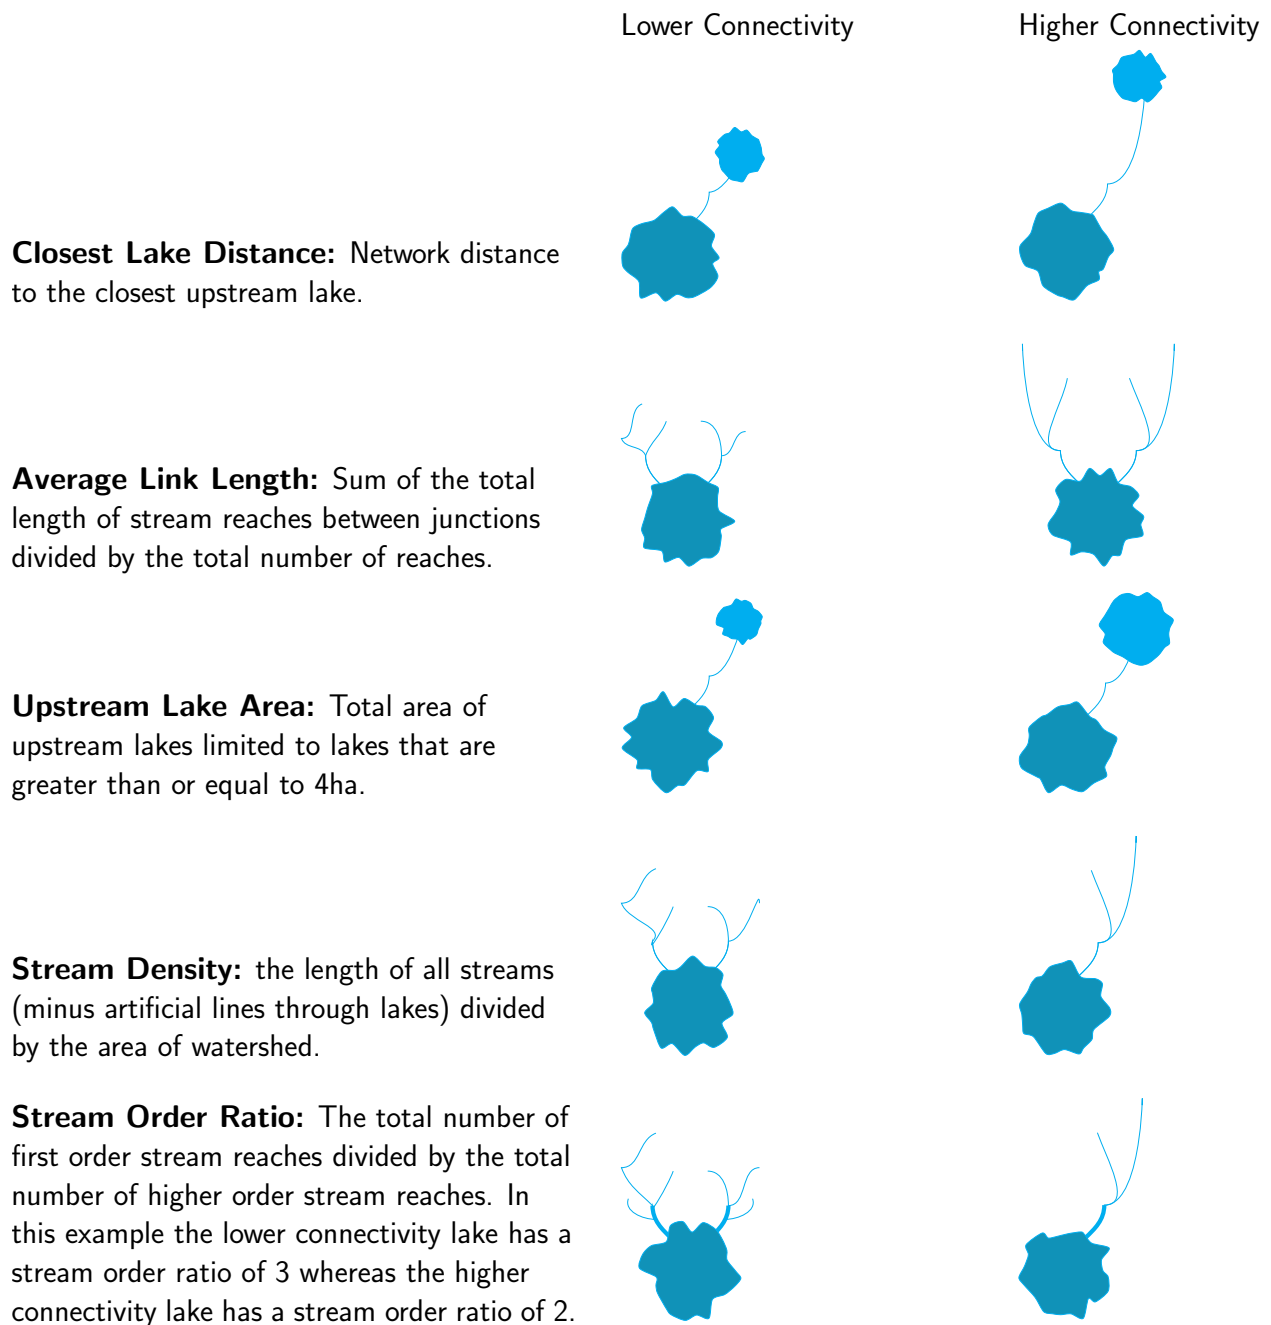 Lower Connectivity Higher Connectivity
Closest Lake Distance: Network distance
to the closest upstream lake.
Average Link Length: Sum of the total
length of stream reaches between junctions
divided by the total number of reaches.
Upstream Lake Area: Total area of
upstream lakes limited to lakes that are
greater than or equal to 4ha.
Stream Density: the length of all streams
(minus artificial lines through lakes) divided
by the area of watershed.
Stream Order Ratio: The total number of
first order stream reaches divided by the total
number of higher order stream reaches. In
this example the lower connectivity lake has a
stream order ratio of 3 whereas the higher
connectivity lake has a stream order ratio of 2.